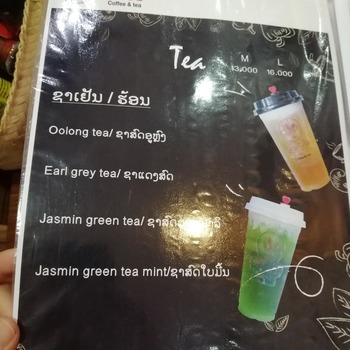 Coffee & tea
Tea
M L
13.000 16.000
ຊາເຢັນ / ຮ້ອນ
Oolong tea/ ຊາສົດອູຫຼົງ
Earl grey tea/ ຊາແດງສົດ
Jasmin green tea/ ຊາສົດ
Jasmin green tea mint/ຊາສົດໃບມິ້ນ